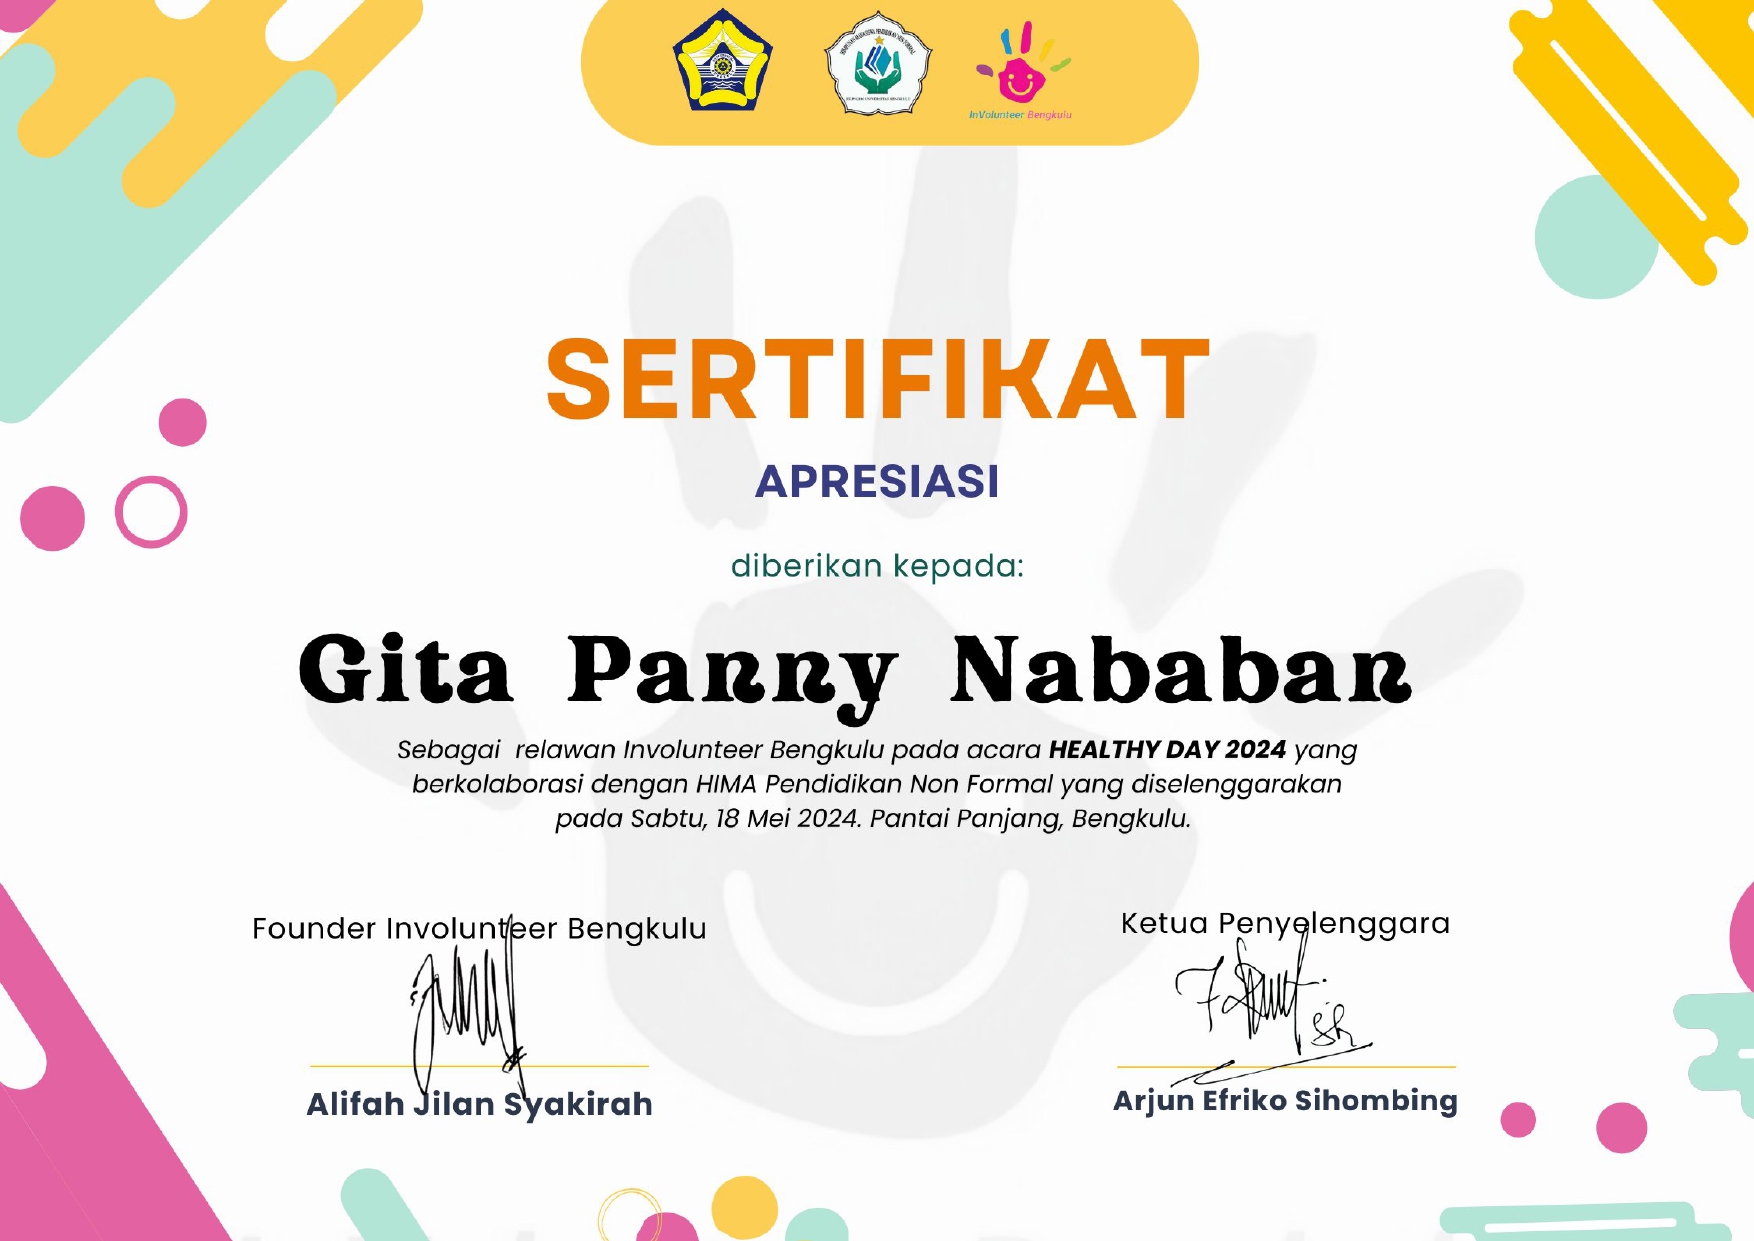 InVolunteer Bengkulu
SERTIFIKAT
APRESIASI
diberikan kepada:
Gita Panny Nababan
Sebagai relawan Involunteer Bengkulu pada acara HEALTHY DAY 2024 yang
berkolaborasi dengan HIMA Pendidikan Non Formal yang diselenggarakan
pada Sabtu, 18 Mei 2024. Pantai Panjang, Bengkulu.
Founder Involunteer Bengkulu
Ketua Penyelenggara
Alifah Jilan Syakirah
Arjun Efriko Sihombing